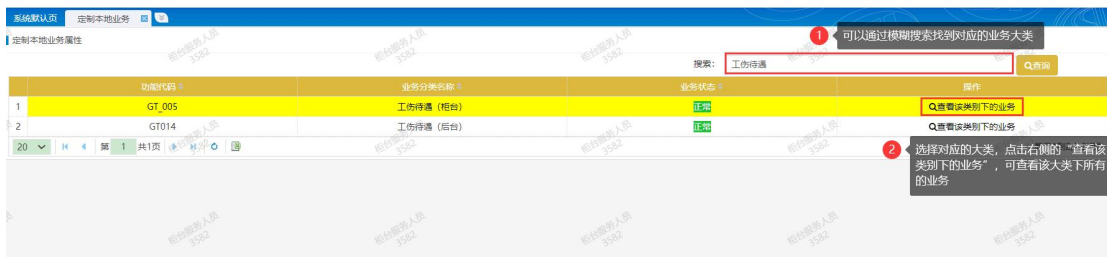 系统默认页 定制本地业务
定制本地业务属性
1 可以通过模糊搜索找到对应的业务大类
搜索： 工伤待遇 查询
功能代码 业务分类名称 业务状态 操作
1 GT_005 工伤待遇（柜台） 正常 查看该类别下的业务
2 GT014 工伤待遇（后台） 正常 查看该类别下的业务
20 第 1 共1页
2 选择对应的大类，点击右侧的“查看该
类别下的业务”，可查看该大类下所有
的业务
柜台服务人员
3582